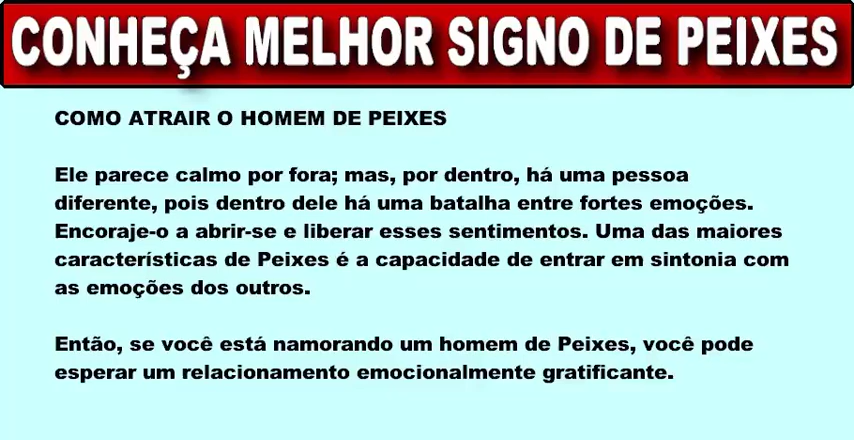 CONHEÇA MELHOR SIGNO DE PEIXES
COMO ATRAIR O HOMEM DE PEIXES
Ele parece calmo por fora; mas, por dentro, há uma pessoa
diferente, pois dentro dele há uma batalha entre fortes emoções.
Encoraje-o a abrir-se e liberar esses sentimentos. Uma das maiores
características de Peixes é a capacidade de entrar em sintonia com
as emoções dos outros.
Então, se você está namorando um homem de Peixes, você pode
esperar um relacionamento emocionalmente gratificante.